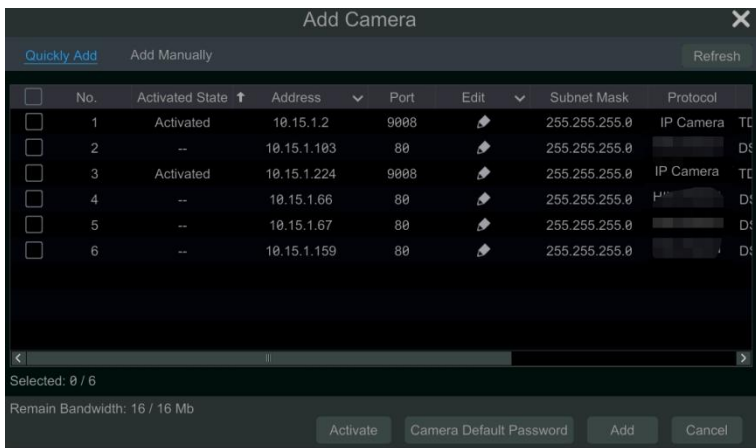 Add Camera
Quickly Add Add Manually Refresh
No. Activated State Address Port Edit Subnet Mask Protocol
1 Activated 10.15.1.2 9008 255.255.255.0 IP Camera
2 -- 10.15.1.103 80 255.255.255.0
3 Activated 10.15.1.224 9008 255.255.255.0 IP Camera
4 -- 10.15.1.66 80 255.255.255.0
5 -- 10.15.1.67 80 255.255.255.0
6 -- 10.15.1.159 80 255.255.255.0
Selected: 0 / 6
Remain Bandwidth: 16 / 16 Mb
Activate Camera Default Password Add Cancel